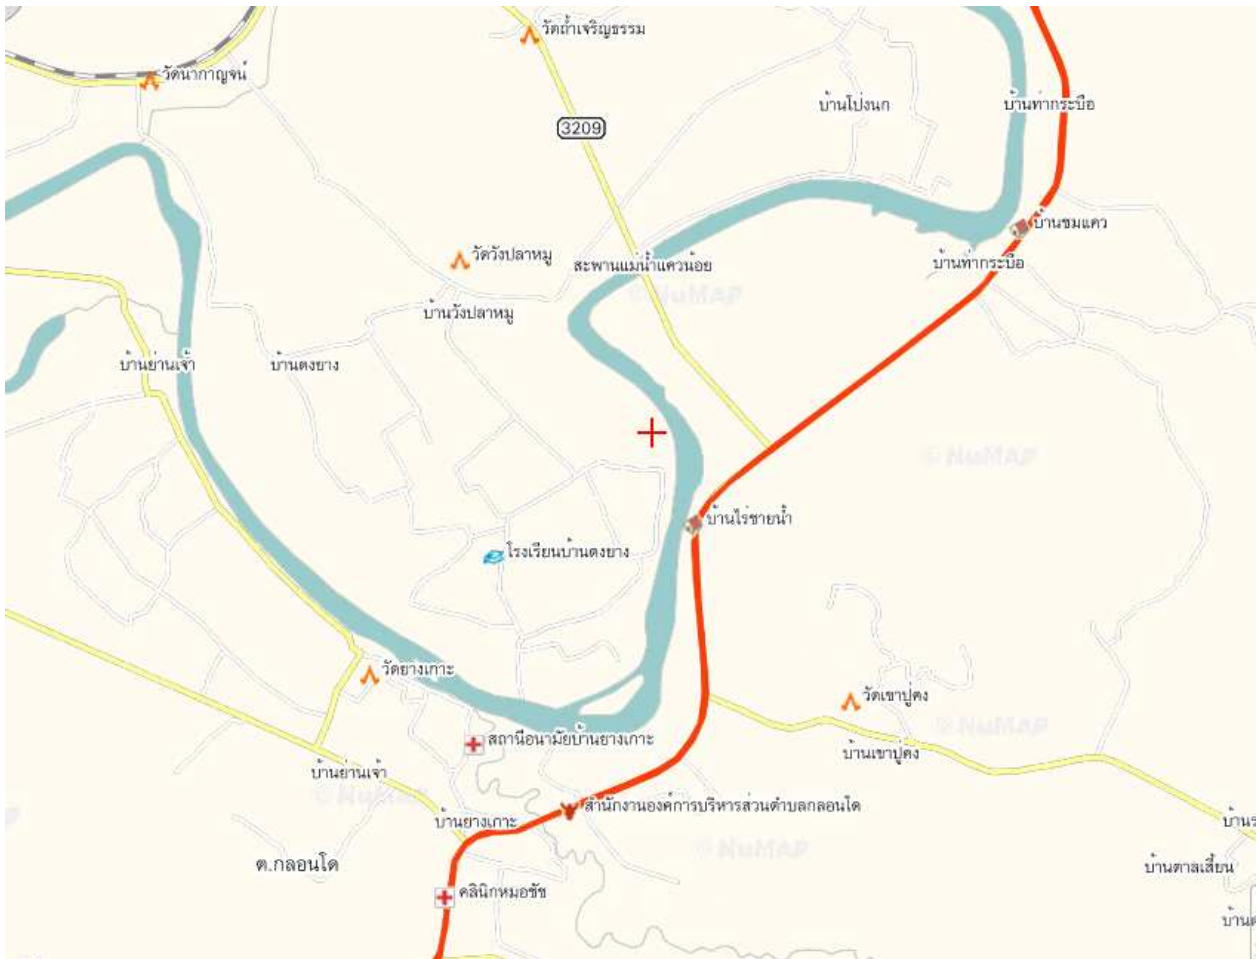 วัดถ้ำเจริญธรรม
วัดนากาญจน์
บ้านโป่งนก
บ้านท่ากระบือ
3209
บ้านชมแคว
วัดวังปลาหมู
สะพานแม่น้ำแควน้อย
บ้านท่ากระบือ
© NuMAP
บ้านวังปลาหมู
บ้านย่านเจ้า
บ้านดงยาง
© NuMAP
บ้านไร่ชายน้ำ
โรงเรียนบ้านดงยาง
วัดยางเกาะ
วัดเขาปูคง
© NuMAP
สถานีอนามัยบ้านยางเกาะ
บ้านเขาปูคง
บ้านย่านเจ้า
© NuMAP
สำนักงานองค์การบริหารส่วนตำบลกลอนโด
บ้านยางเกาะ
© NuMAP
ต.กลอนโด
บ้านตาลเสี้ยน
คลินิกหมอชัช